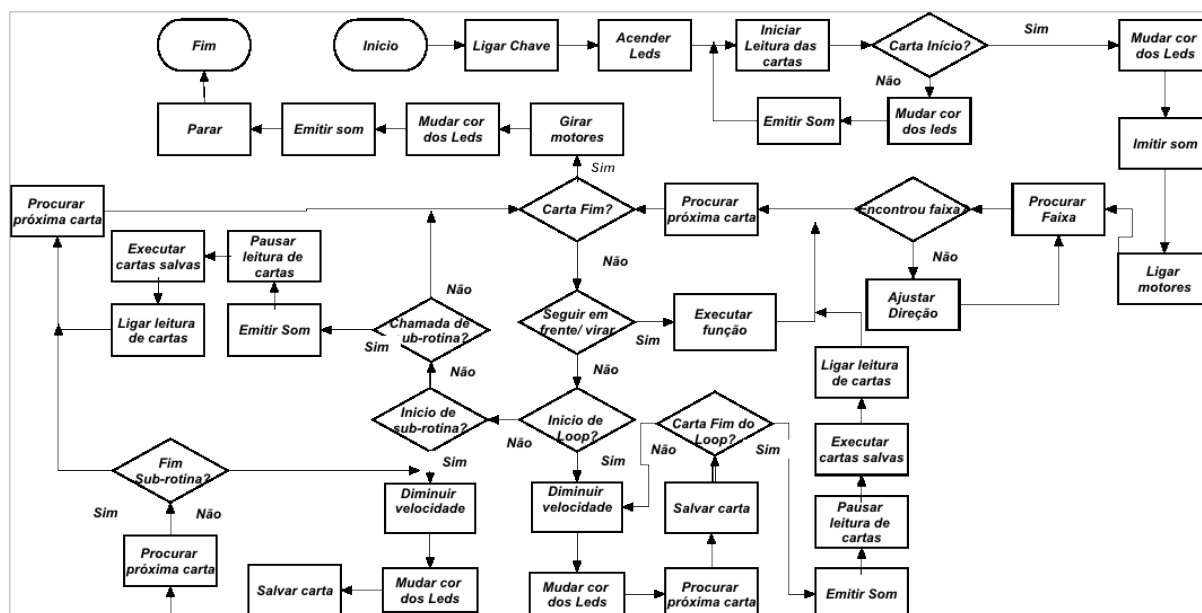 Fim
Inicio
Ligar Chave
Acender
Leds
Iniciar
Leitura das
cartas
Carta Início?
Sim
Mudar cor
dos Leds
Não
Parar
Emitir som
Mudar cor
dos Leds
Girar
motores
Emitir Som
Mudar cor
dos leds
Imitir som
Sim
Procurar
próxima carta
Carta Fim?
Procurar
próxima carta
Encontrou faixa?
Procurar
Faixa
Executar
cartas salvas
Pausar
leitura de
cartas
Não
Não
Ligar
motores
Não
Ajustar
Direção
Ligar leitura
de cartas
Emitir Som
Chamada de
sub-rotina?
Sim
Seguir em
frente/ virar
Sim
Executar
função
Não
Não
Ligar leitura
de cartas
Inicio de
sub-rotina?
Não
Inicio de
Loop?
Carta Fim do
Loop?
Não
Sim
Executar
cartas salvas
Fim
Sub-rotina?
Sim
Sim
Diminuir
velocidade
Diminuir
velocidade
Salvar carta
Pausar
leitura de
cartas
Sim
Não
Procurar
próxima carta
Salvar carta
Mudar cor
dos Leds
Mudar cor
dos Leds
Procurar
próxima carta
Emitir Som